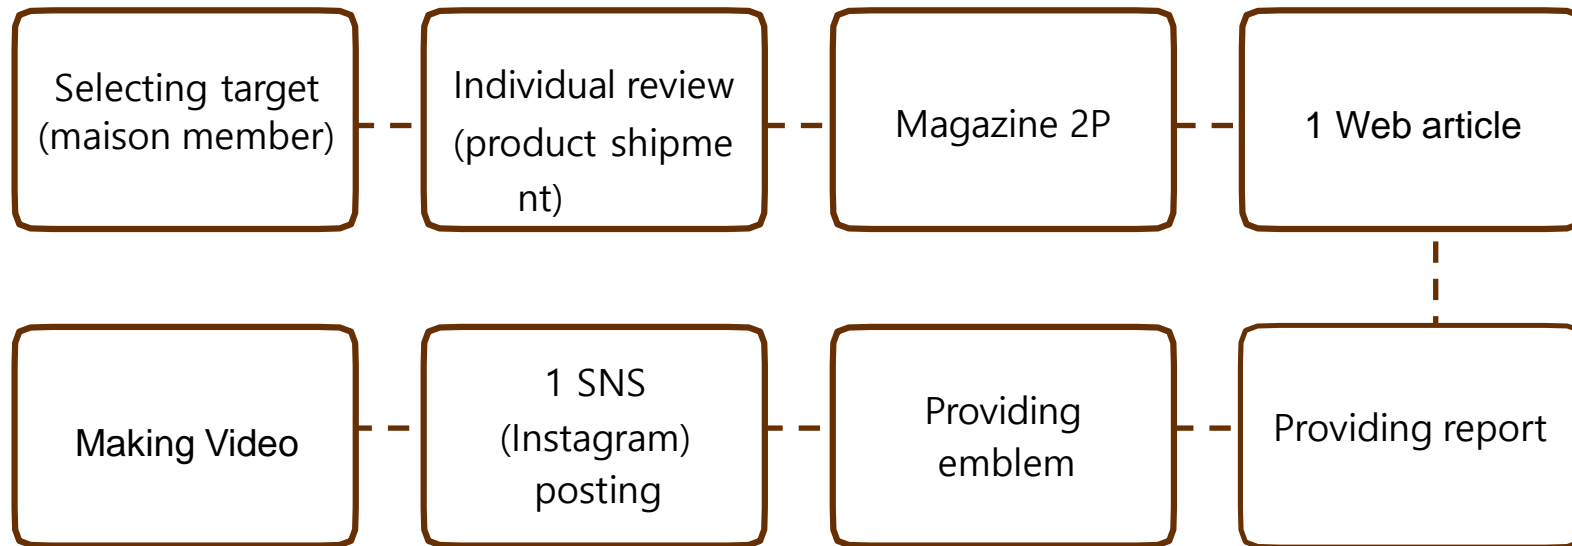 Selecting target
(maison member)
Individual review
(product shipme
nt)
Magazine 2P
1 Web article
Making Video
1 SNS
(Instagram)
posting
Providing
emblem
Providing report